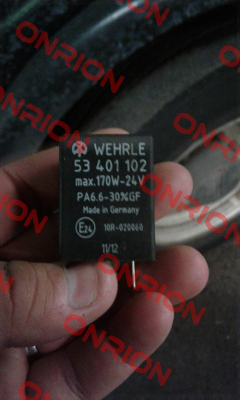 WEHRLE
53 401 102
max.170W-24V
PA6.6-30%GF
Made in Germany
E24
10R-020060
11/12
ONRION
ONRION
ONRION
ONRION
ONRION
ONRION
ONRION